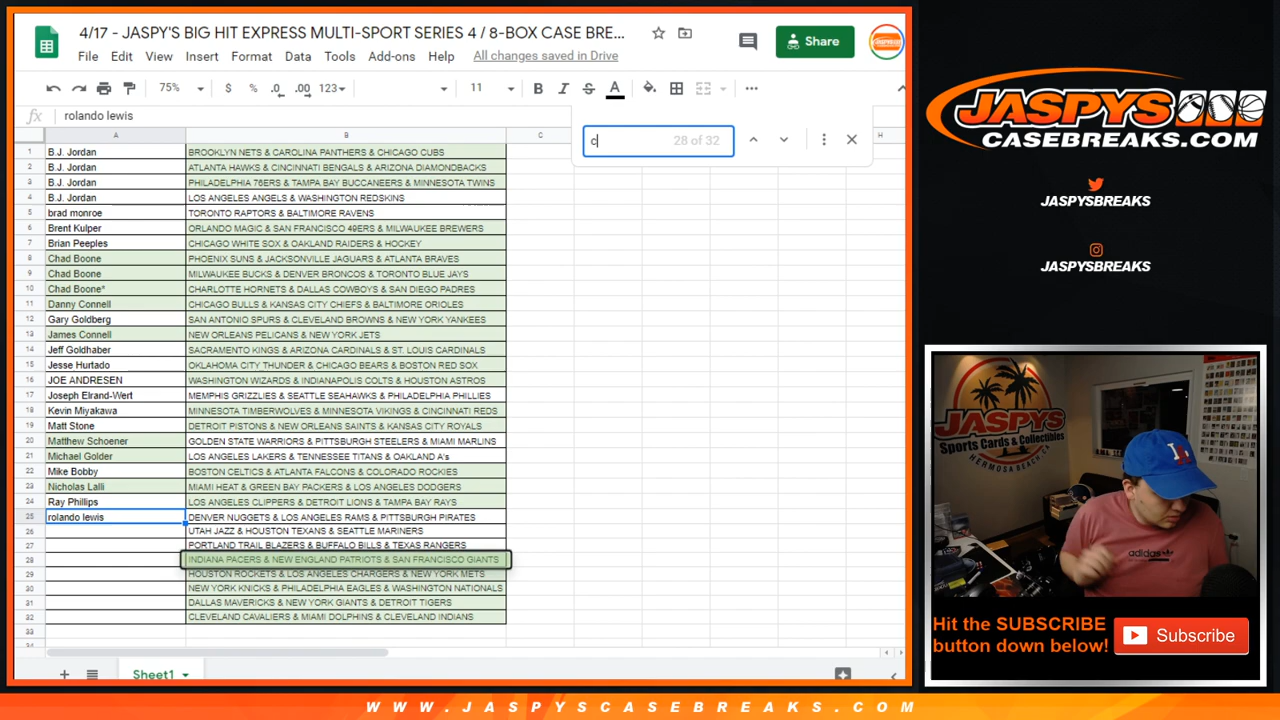 4/17 - JASPY'S BIG HIT EXPRESS MULTI-SPORT SERIES 4 / 8-BOX CASE BRE...
File Edit View Insert Format Data Tools Add-ons Help All changes saved in Drive
Share
75% $ % .0 .00 123 11 B I S A
fx rolando lewis
c 28 of 32
A B C H
1 B.J. Jordan BROOKLYN NETS & CAROLINA PANTHERS & CHICAGO CUBS
2 B.J. Jordan ATLANTA HAWKS & CINCINNATI BENGALS & ARIZONA DIAMONDBACKS
3 B.J. Jordan PHILADELPHIA 76ERS & TAMPA BAY BUCCANEERS & MINNESOTA TWINS
4 B.J. Jordan LOS ANGELES ANGELS & WASHINGTON REDSKINS
5 brad monroe TORONTO RAPTORS & BALTIMORE RAVENS
6 Brent Kulper ORLANDO MAGIC & SAN FRANCISCO 49ERS & MILWAUKEE BREWERS
7 Brian Peeples CHICAGO WHITE SOX & OAKLAND RAIDERS & HOCKEY
8 Chad Boone PHOENIX SUNS & JACKSONVILLE JAGUARS & ATLANTA BRAVES
9 Chad Boone MILWAUKEE BUCKS & DENVER BRONCOS & TORONTO BLUE JAYS
10 Chad Boone* CHARLOTTE HORNETS & DALLAS COWBOYS & SAN DIEGO PADRES
11 Danny Connell CHICAGO BULLS & KANSAS CITY CHIEFS & BALTIMORE ORIOLES
12 Gary Goldberg SAN ANTONIO SPURS & CLEVELAND BROWNS & NEW YORK YANKEES
13 James Connell NEW ORLEANS PELICANS & NEW YORK JETS
14 Jeff Goldhaber SACRAMENTO KINGS & ARIZONA CARDINALS & ST. LOUIS CARDINALS
15 Jesse Hurtado OKLAHOMA CITY THUNDER & CHICAGO BEARS & BOSTON RED SOX
16 JOE ANDRESEN WASHINGTON WIZARDS & INDIANAPOLIS COLTS & HOUSTON ASTROS
17 Joseph Elrand-Wert MEMPHIS GRIZZLIES & SEATTLE SEAHAWKS & PHILADELPHIA PHILLIES
18 Kevin Miyakawa MINNESOTA TIMBERWOLVES & MINNESOTA VIKINGS & CINCINNATI REDS
19 Matt Stone DETROIT PISTONS & NEW ORLEANS SAINTS & KANSAS CITY ROYALS
20 Matthew Schoener GOLDEN STATE WARRIORS & PITTSBURGH STEELERS & MIAMI MARLINS
21 Michael Golder LOS ANGELES LAKERS & TENNESSEE TITANS & OAKLAND A's
22 Mike Bobby BOSTON CELTICS & ATLANTA FALCONS & COLORADO ROCKIES
23 Nicholas Lalli MIAMI HEAT & GREEN BAY PACKERS & LOS ANGELES DODGERS
24 Ray Phillips LOS ANGELES CLIPPERS & DETROIT LIONS & TAMPA BAY RAYS
25 rolando lewis DENVER NUGGETS & LOS ANGELES RAMS & PITTSBURGH PIRATES
26 UTAH JAZZ & HOUSTON TEXANS & SEATTLE MARINERS
27 PORTLAND TRAIL BLAZERS & BUFFALO BILLS & TEXAS RANGERS
28 INDIANA PACERS & NEW ENGLAND PATRIOTS & SAN FRANCISCO GIANTS
29 HOUSTON ROCKETS & LOS ANGELES CHARGERS & NEW YORK METS
30 NEW YORK KNICKS & PHILADELPHIA EAGLES & WASHINGTON NATIONALS
31 DALLAS MAVERICKS & NEW YORK GIANTS & DETROIT TIGERS
32 CLEVELAND CAVALIERS & MIAMI DOLPHINS & CLEVELAND INDIANS
33
Sheet1
JASPYS
CASEBREAKS.COM
JASPYSBREAKS
JASPYSBREAKS
JASPYS
Sports Cards & Collectibles
HERMOSA BEACH, CA.
adidas
Hit the SUBSCRIBE
button down below!
Subscribe
WWW.JASPYSCASEBREAKS.COM